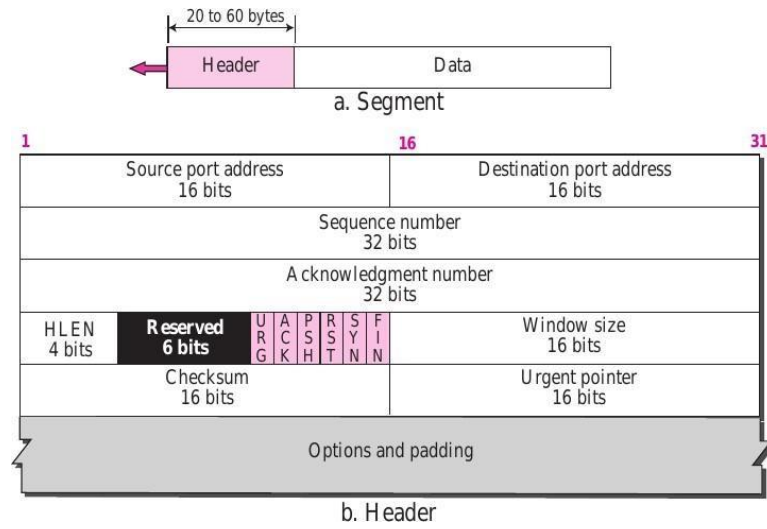 20 to 60 bytes
Header
Data
a. Segment
1
16
31
Source port address
16 bits
Destination port address
16 bits
Sequence number
32 bits
Acknowledgment number
32 bits
HLEN
4 bits
Reserved
6 bits
URG
ACK
PSH
RST
SYN
FIN
Window size
16 bits
Checksum
16 bits
Urgent pointer
16 bits
Options and padding
b. Header